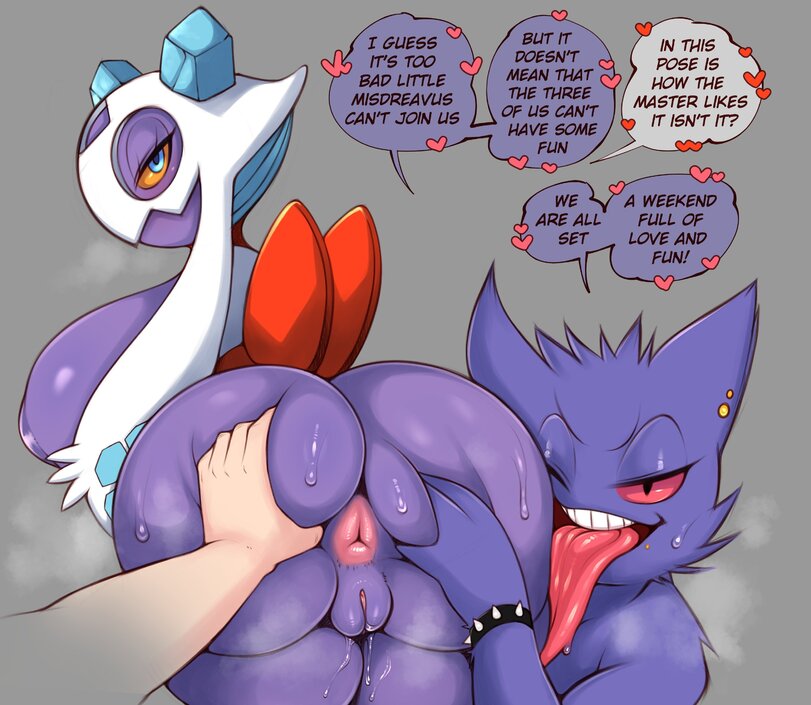 I GUESS
IT'S TOO
BAD LITTLE
MISDREAVUS
CAN'T JOIN US
BUT IT
DOESN'T
MEAN THAT
THE THREE
OF US CAN'T
HAVE SOME
FUN
IN THIS
POSE IS
HOW THE
MASTER LIKES
IT ISN'T IT?
WE
ARE ALL
SET
A WEEKEND
FULL OF
LOVE AND
FUN!